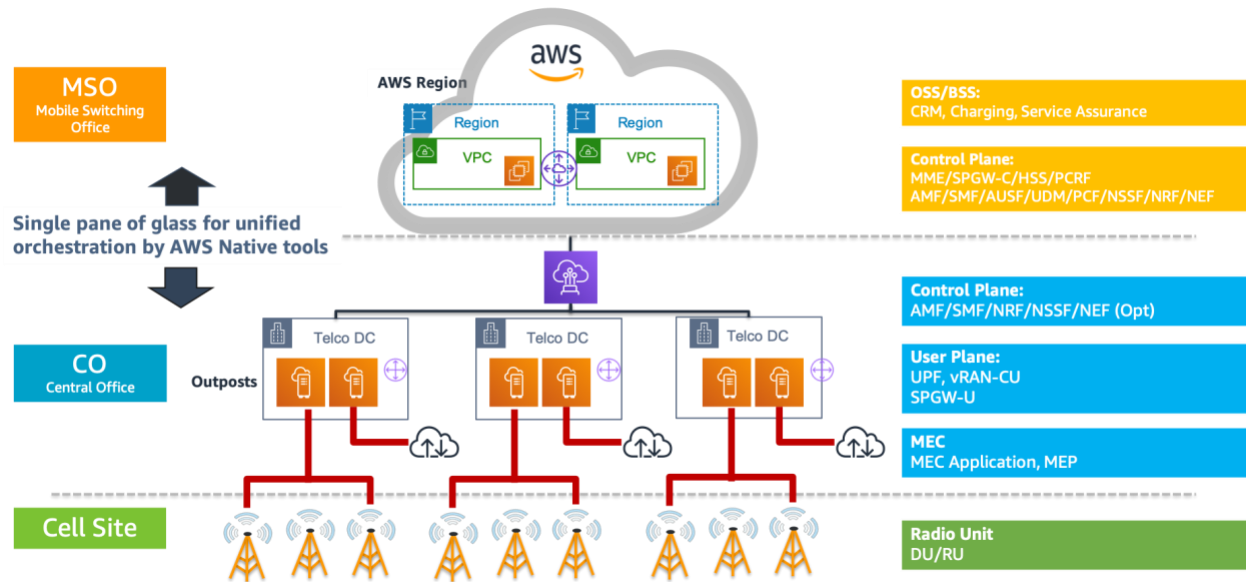 aws
AWS Region
MSO
Mobile Switching
Office
Region
VPC
Region
VPC
OSS/BSS:
CRM, Charging, Service Assurance
Control Plane:
MME/SPGW-C/HSS/PCRF
AMF/SMF/AUSF/UDM/PCF/NSSF/NRF/NEF
Single pane of glass for unified
orchestration by AWS Native tools
Control Plane:
AMF/SMF/NRF/NSSF/NEF (Opt)
Telco DC
Telco DC
Telco DC
CO
Central Office
Outposts
User Plane:
UPF, vRAN-CU
SPGW-U
MEC
MEC Application, MEP
Cell Site
Radio Unit
DU/RU